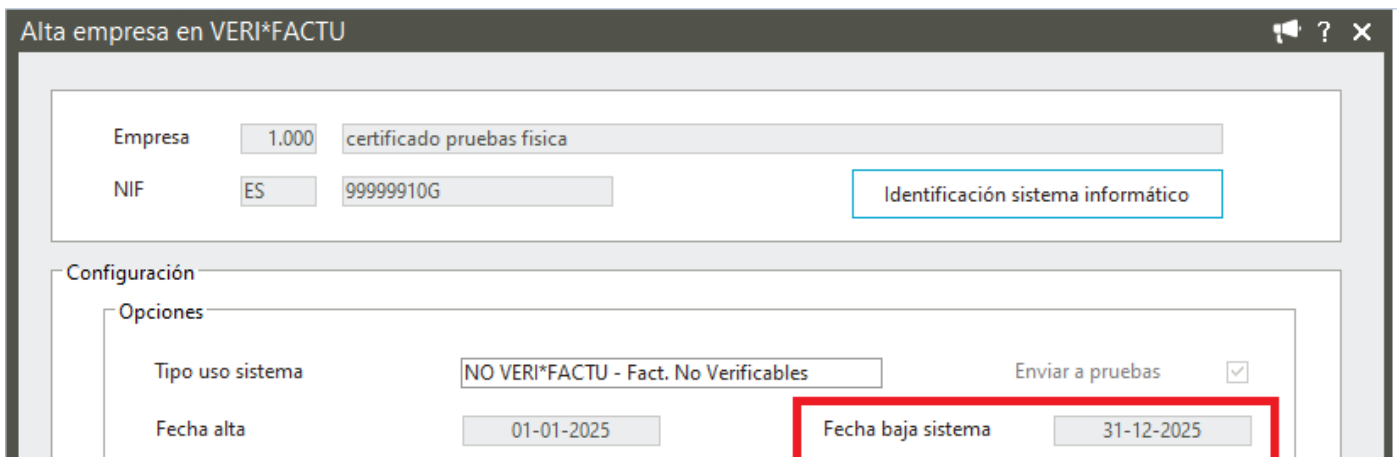 Alta empresa en VERI*FACTU ?
Empresa 1.000 certificado pruebas fisica
NIF ES 99999910G Identificación sistema informático
Configuración
Opciones
Tipo uso sistema NO VERI*FACTU - Fact. No Verificables Enviar a pruebas
Fecha alta 01-01-2025 Fecha baja sistema 31-12-2025